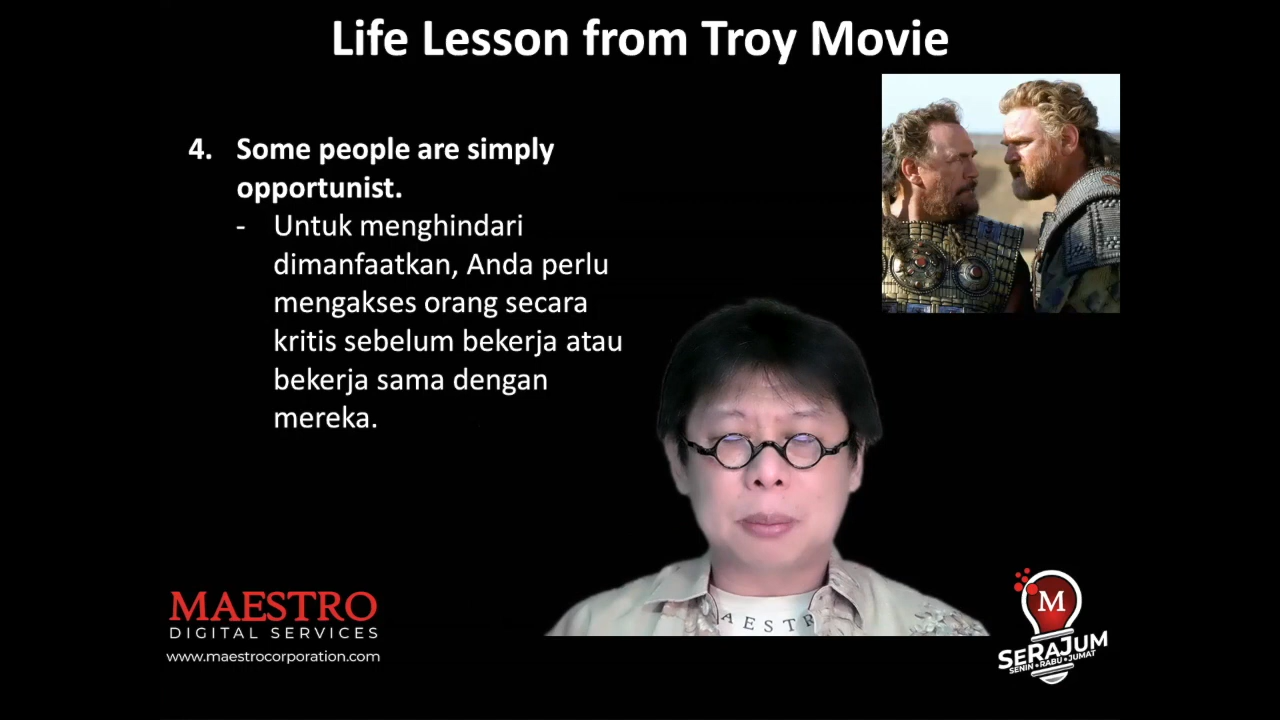 Life Lesson from Troy Movie
4. Some people are simply
opportunist.
- Untuk menghindari
dimanfaatkan, Anda perlu
mengakses orang secara
kritis sebelum bekerja atau
bekerja sama dengan
mereka.
MAESTRO
DIGITAL SERVICES
www.maestrocorporation.com
AESTR
M
SERAJUM
SENIN • RABU • JUMAT